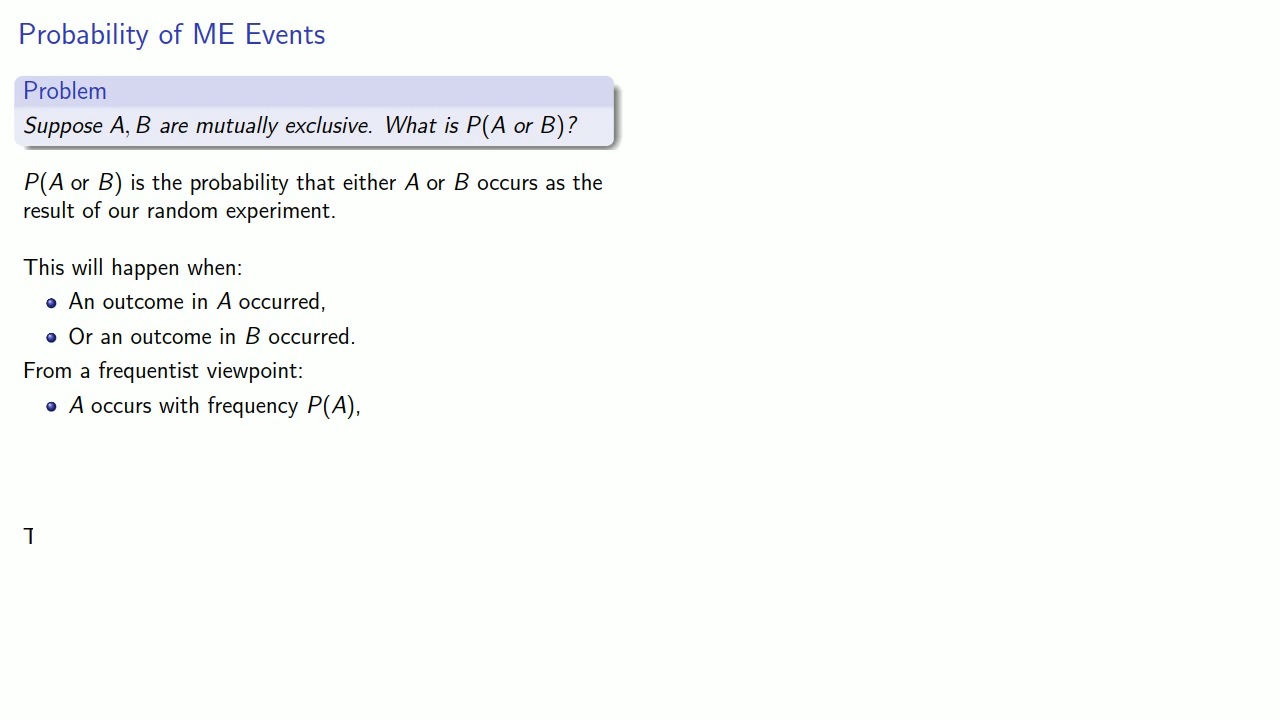 Probability of ME Events
Problem
Suppose A, B are mutually exclusive. What is P(A or B)?
P(A or B) is the probability that either A or B occurs as the
result of our random experiment.
This will happen when:
An outcome in A occurred,
Or an outcome in B occurred.
From a frequentist viewpoint:
A occurs with frequency P(A),
T